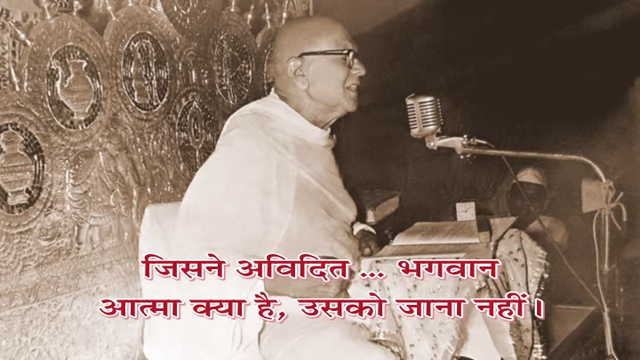 जिसने अविदित ... भगवान
आत्मा क्या है, उसको जाना नहीं।